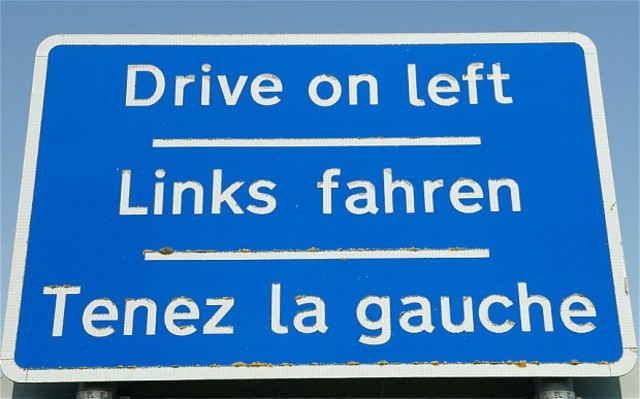 Drive on left
Links fahren
Tenez la gauche